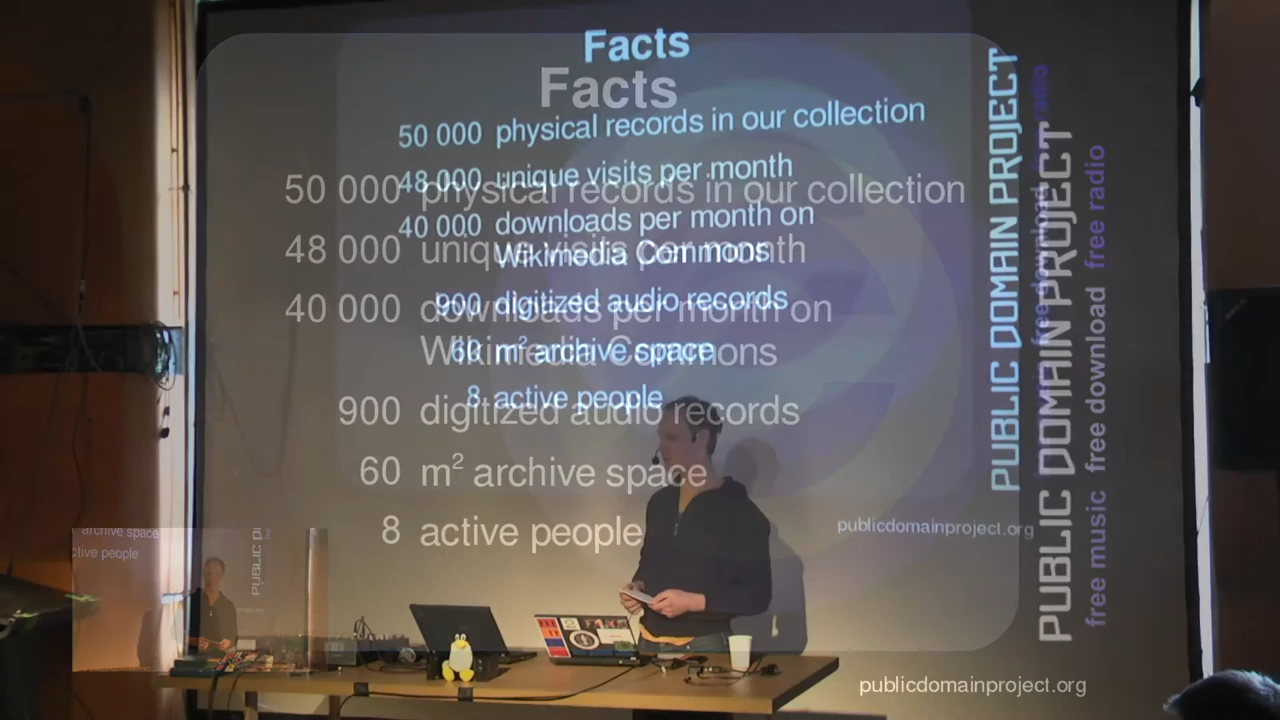 Facts
50 000 physical records in our collection
48 000 unique visits per month
40 000 downloads per month on
Wikimedia Commons
900 digitized audio records
60 m² archive space
8 active people
PUBLIC DOMAIN PROJECT
free download free radio
publicdomainproject.org
Facts
50 000 physical records in our collection
48 000 unique visits per month
40 000 downloads per month on
Wikimedia Commons
900 digitized audio records
60 m² archive space
8 active people
PUBLIC DOMAIN PROJECT
free music free download free radio
publicdomainproject.org
archive space
active people